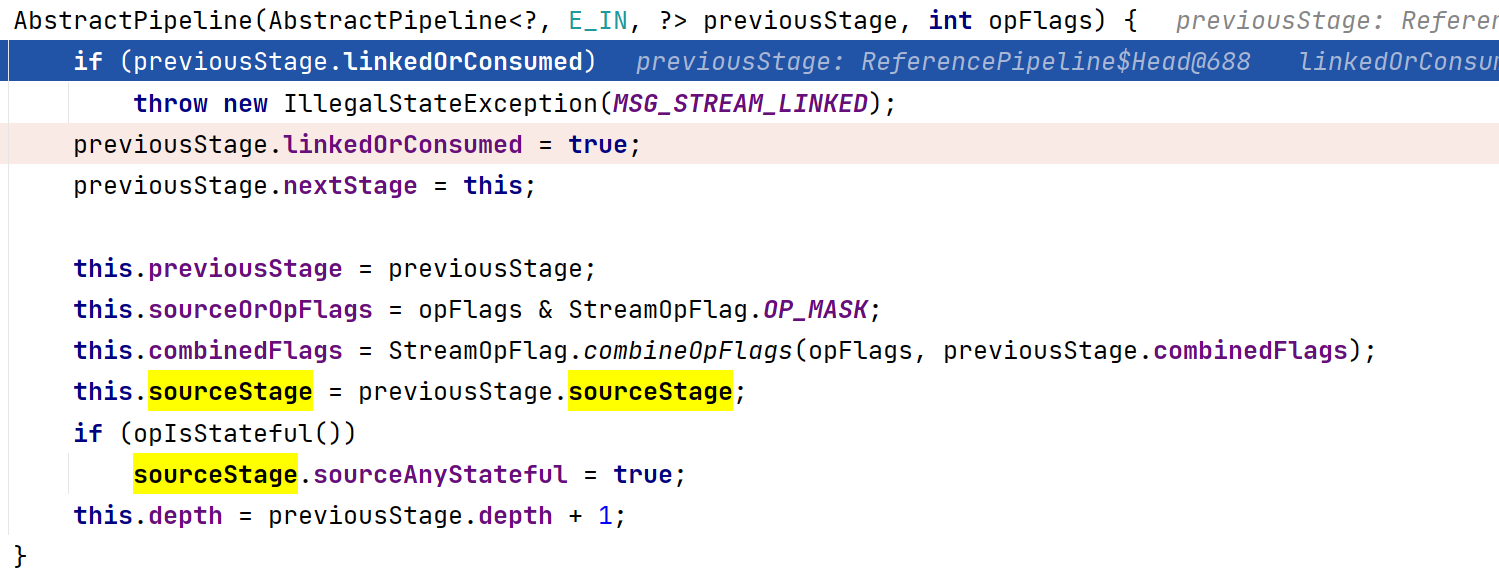 AbstractPipeline(AbstractPipeline<?, E_IN, ?> previousStage, int opFlags) {   previousStage:
    if (previousStage.linkedOrConsumed)   previousStage: ReferencePipeline$Head@688
        throw new IllegalStateException(MSG_STREAM_LINKED);
    previousStage.linkedOrConsumed = true;
    previousStage.nextStage = this;

    this.previousStage = previousStage;
    this.sourceOrOpFlags = opFlags & StreamOpFlag.OP_MASK;
    this.combinedFlags = StreamOpFlag.combineOpFlags(opFlags, previousStage.combinedFlags);
    this.sourceStage = previousStage.sourceStage;
    if (opIsStateful())
        sourceStage.sourceAnyStateful = true;
    this.depth = previousStage.depth + 1;
}